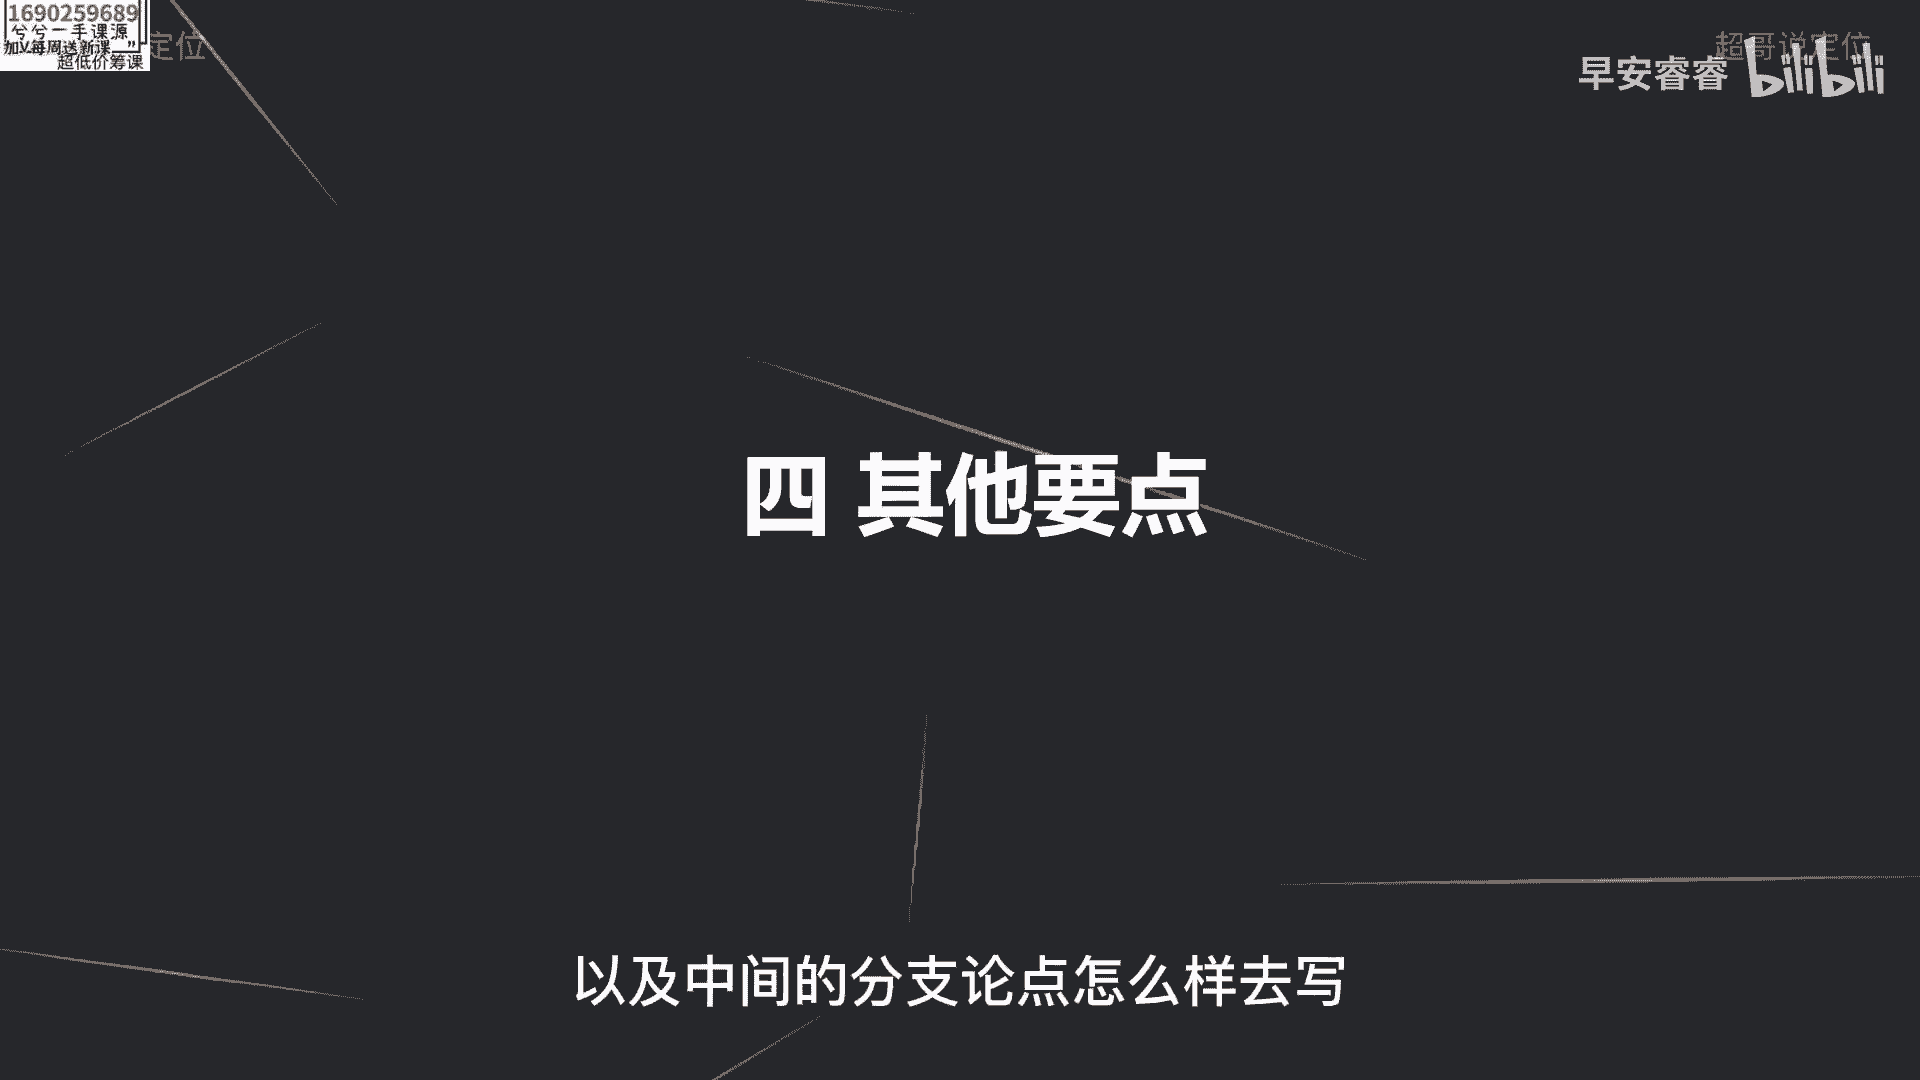 1690259689
兮兮一手课源
加V每周送新课 ”
超低价筹课
定位
超哥说定位
早安睿睿 bilibili
四 其他要点
以及中间的分支论点怎么样去写